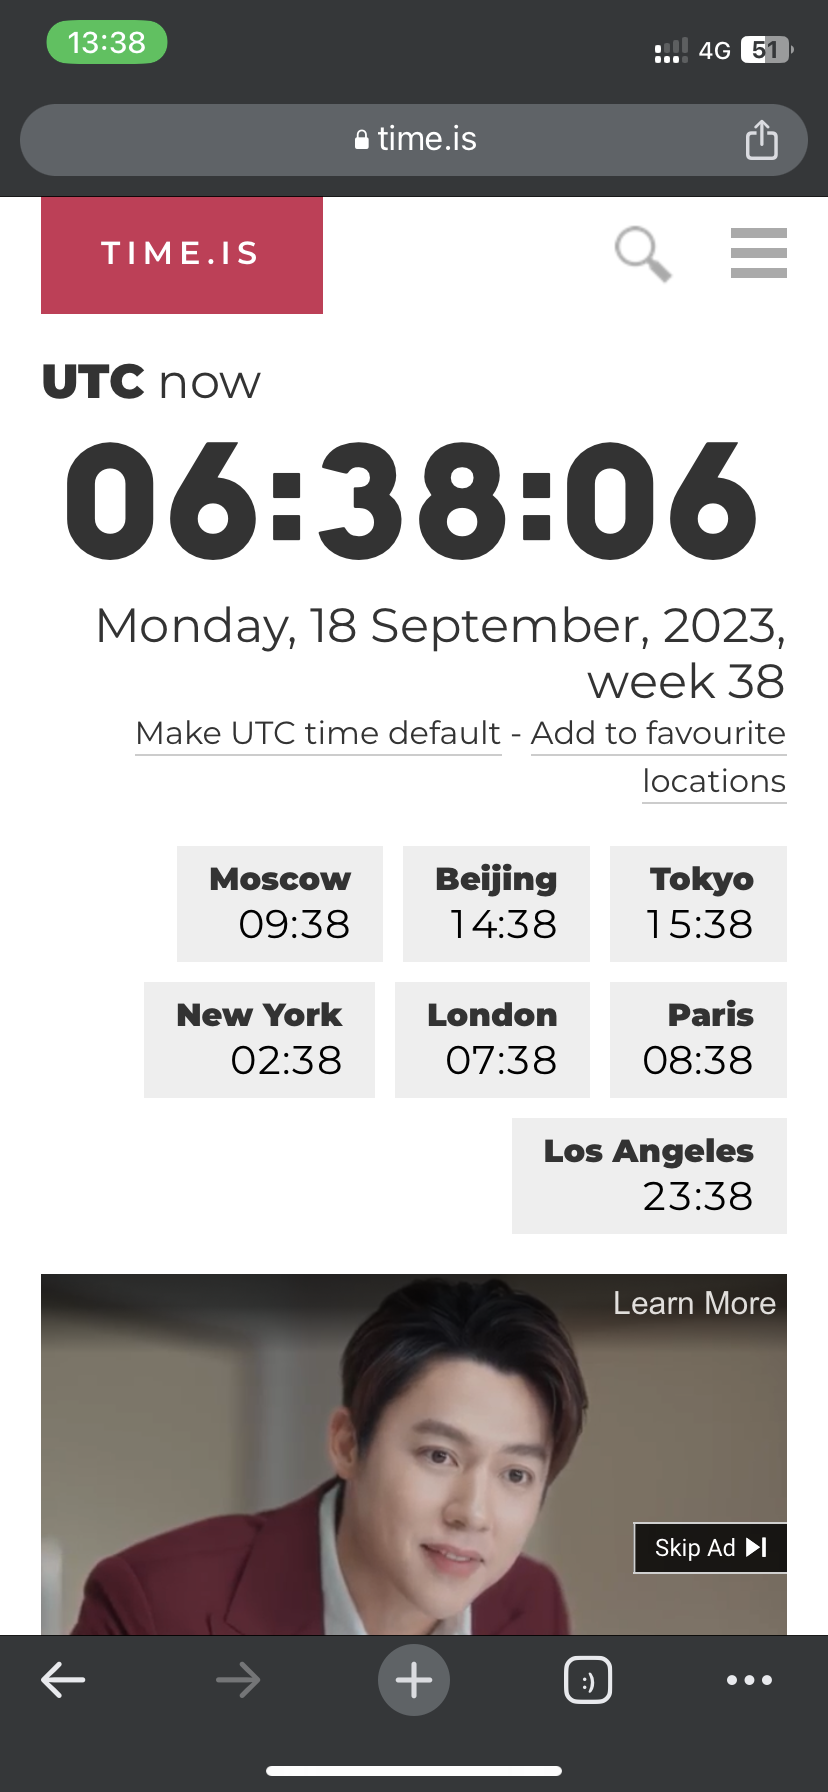 13:38
4G 51
time.is
TIME.IS
UTC now
06:38:06
Monday, 18 September, 2023,
week 38
Make UTC time default - Add to favourite
locations
Moscow Beijing Tokyo
09:38 14:38 15:38
New York London Paris
02:38 07:38 08:38
Los Angeles
23:38
Learn More
Skip Ad
:)